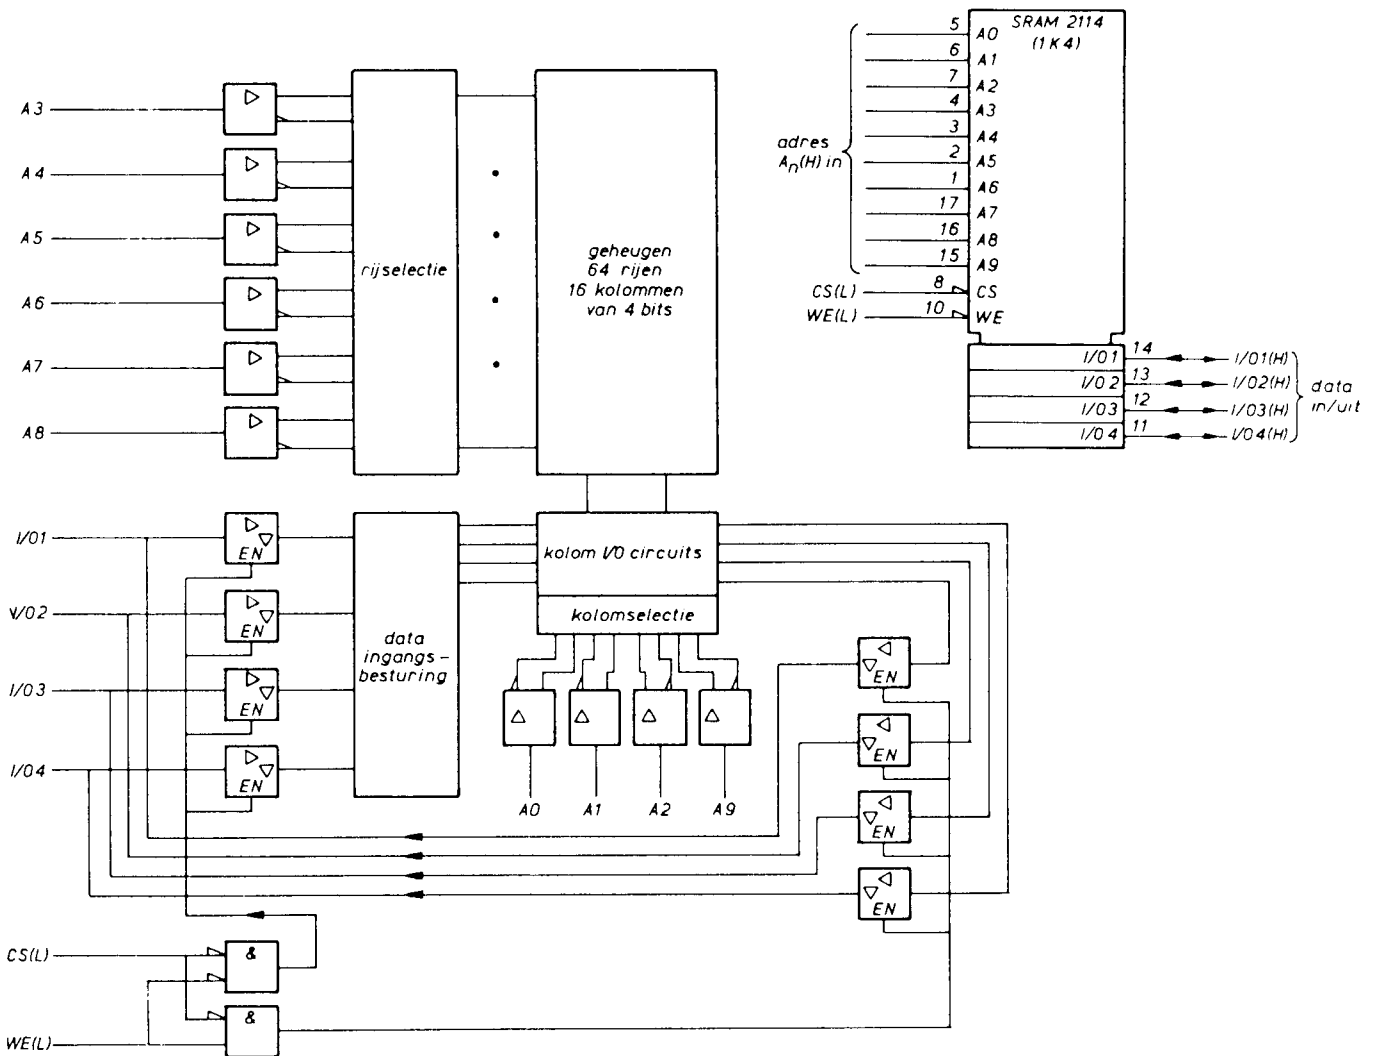 A3
A4
A5
A6
A7
A8
rijselectie
geheugen
64 rijen
16 kolommen
van 4 bits
SRAM 2114
(1K4)
adres
An(H) in
5 A0
6 A1
7 A2
4 A3
3 A4
2 A5
1 A6
17 A7
16 A8
15 A9
CS(L) 8 CS
WE(L) 10 WE
I/O1 14 I/O1(H)
I/O2 13 I/O2(H)
I/O3 12 I/O3(H)
I/O4 11 I/O4(H)
data
in/uit
I/O1
I/O2
I/O3
I/O4
EN
EN
EN
EN
data
ingangs-
besturing
kolom I/O circuits
kolomselectie
A0 A1 A2 A9
EN
EN
EN
EN
CS(L)
&
&
WE(L)